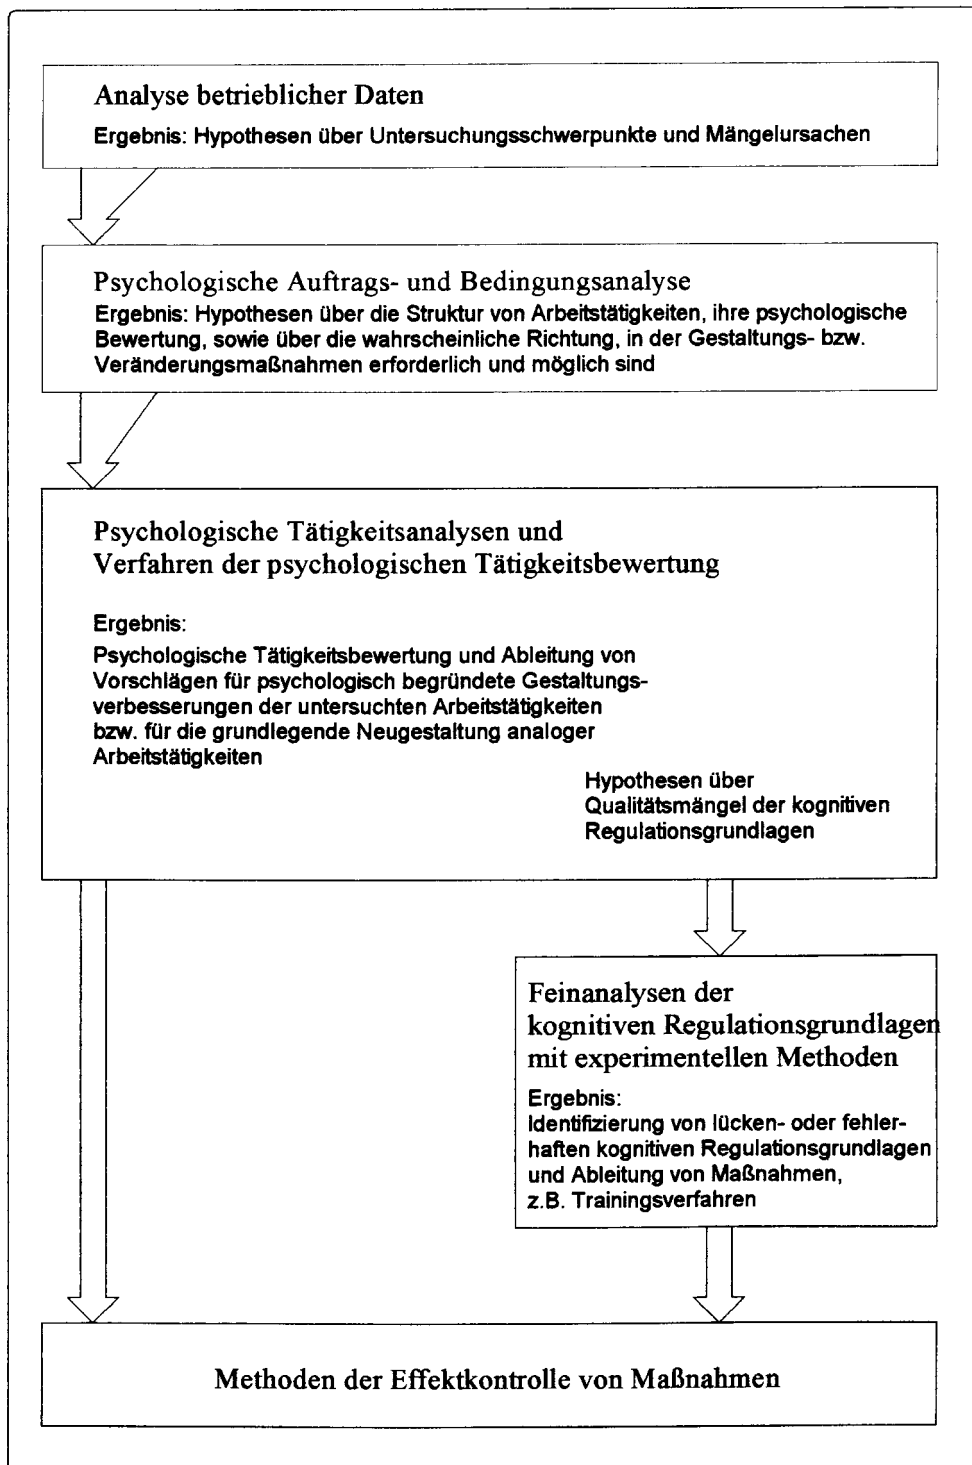 Analyse betrieblicher Daten
Ergebnis: Hypothesen über Untersuchungsschwerpunkte und Mängelursachen
Psychologische Auftrags- und Bedingungsanalyse
Ergebnis: Hypothesen über die Struktur von Arbeitstätigkeiten, ihre psychologische
Bewertung, sowie über die wahrscheinliche Richtung, in der Gestaltungs- bzw.
Veränderungsmaßnahmen erforderlich und möglich sind
Psychologische Tätigkeitsanalysen und
Verfahren der psychologischen Tätigkeitsbewertung
Ergebnis:
Psychologische Tätigkeitsbewertung und Ableitung von
Vorschlägen für psychologisch begründete Gestaltungs-
verbesserungen der untersuchten Arbeitstätigkeiten
bzw. für die grundlegende Neugestaltung analoger
Arbeitstätigkeiten
Hypothesen über
Qualitätsmängel der kognitiven
Regulationsgrundlagen
Feinanalysen der
kognitiven Regulationsgrundlagen
mit experimentellen Methoden
Ergebnis:
Identifizierung von lücken- oder fehler-
haften kognitiven Regulationsgrundlagen
und Ableitung von Maßnahmen,
z.B. Trainingsverfahren
Methoden der Effektkontrolle von Maßnahmen